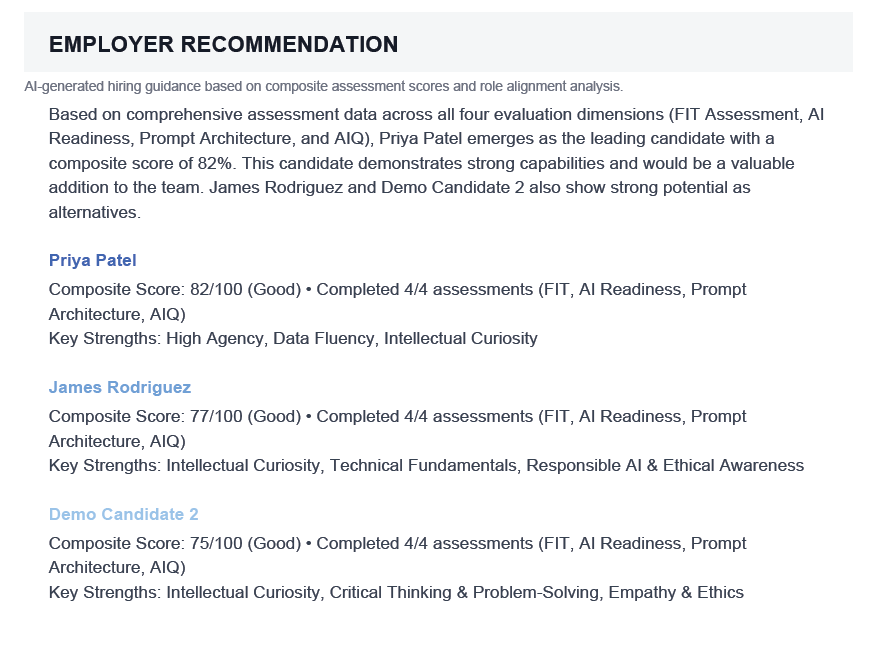 EMPLOYER RECOMMENDATION
AI-generated hiring guidance based on composite assessment scores and role alignment analysis.
Based on comprehensive assessment data across all four evaluation dimensions (FIT Assessment, AI
Readiness, Prompt Architecture, and AIQ), Priya Patel emerges as the leading candidate with a
composite score of 82%. This candidate demonstrates strong capabilities and would be a valuable
addition to the team. James Rodriguez and Demo Candidate 2 also show strong potential as
alternatives.
Priya Patel
Composite Score: 82/100 (Good) • Completed 4/4 assessments (FIT, AI Readiness, Prompt
Architecture, AIQ)
Key Strengths: High Agency, Data Fluency, Intellectual Curiosity
James Rodriguez
Composite Score: 77/100 (Good) • Completed 4/4 assessments (FIT, AI Readiness, Prompt
Architecture, AIQ)
Key Strengths: Intellectual Curiosity, Technical Fundamentals, Responsible AI & Ethical Awareness
Demo Candidate 2
Composite Score: 75/100 (Good) • Completed 4/4 assessments (FIT, AI Readiness, Prompt
Architecture, AIQ)
Key Strengths: Intellectual Curiosity, Critical Thinking & Problem-Solving, Empathy & Ethics